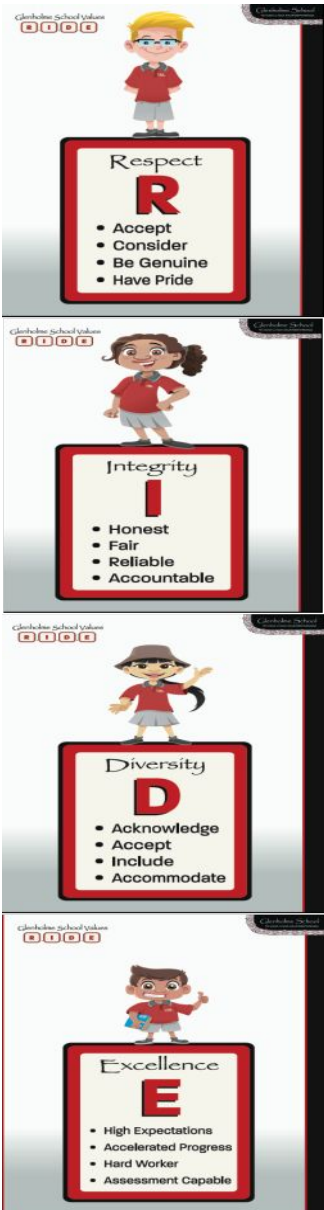 Glenholme School Values
R I D E
Glenholme School
Respect
R
• Accept
• Consider
• Be Genuine
• Have Pride
Glenholme School Values
R I D E
Glenholme School
Integrity
I
• Honest
• Fair
• Reliable
• Accountable
Glenholme School Values
R I D E
Glenholme School
Diversity
D
• Acknowledge
• Accept
• Include
• Accommodate
Glenholme School Values
R I D E
Glenholme School
Excellence
E
• High Expectations
• Accelerated Progress
• Hard Worker
• Assessment Capable